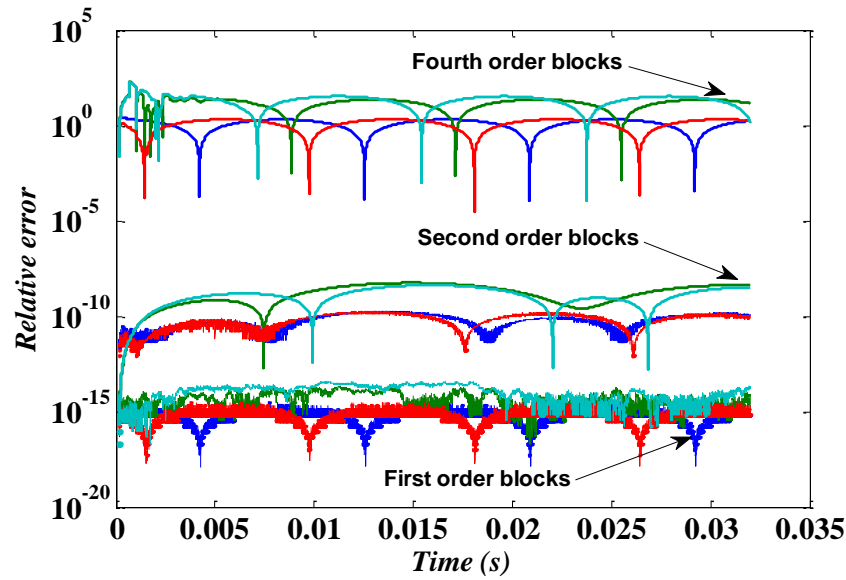 10^5
Fourth order blocks
10^0
10^-5
Second order blocks
Relative error
10^-10
10^-15
First order blocks
10^-20
0 0.005 0.01 0.015 0.02 0.025 0.03 0.035
Time (s)